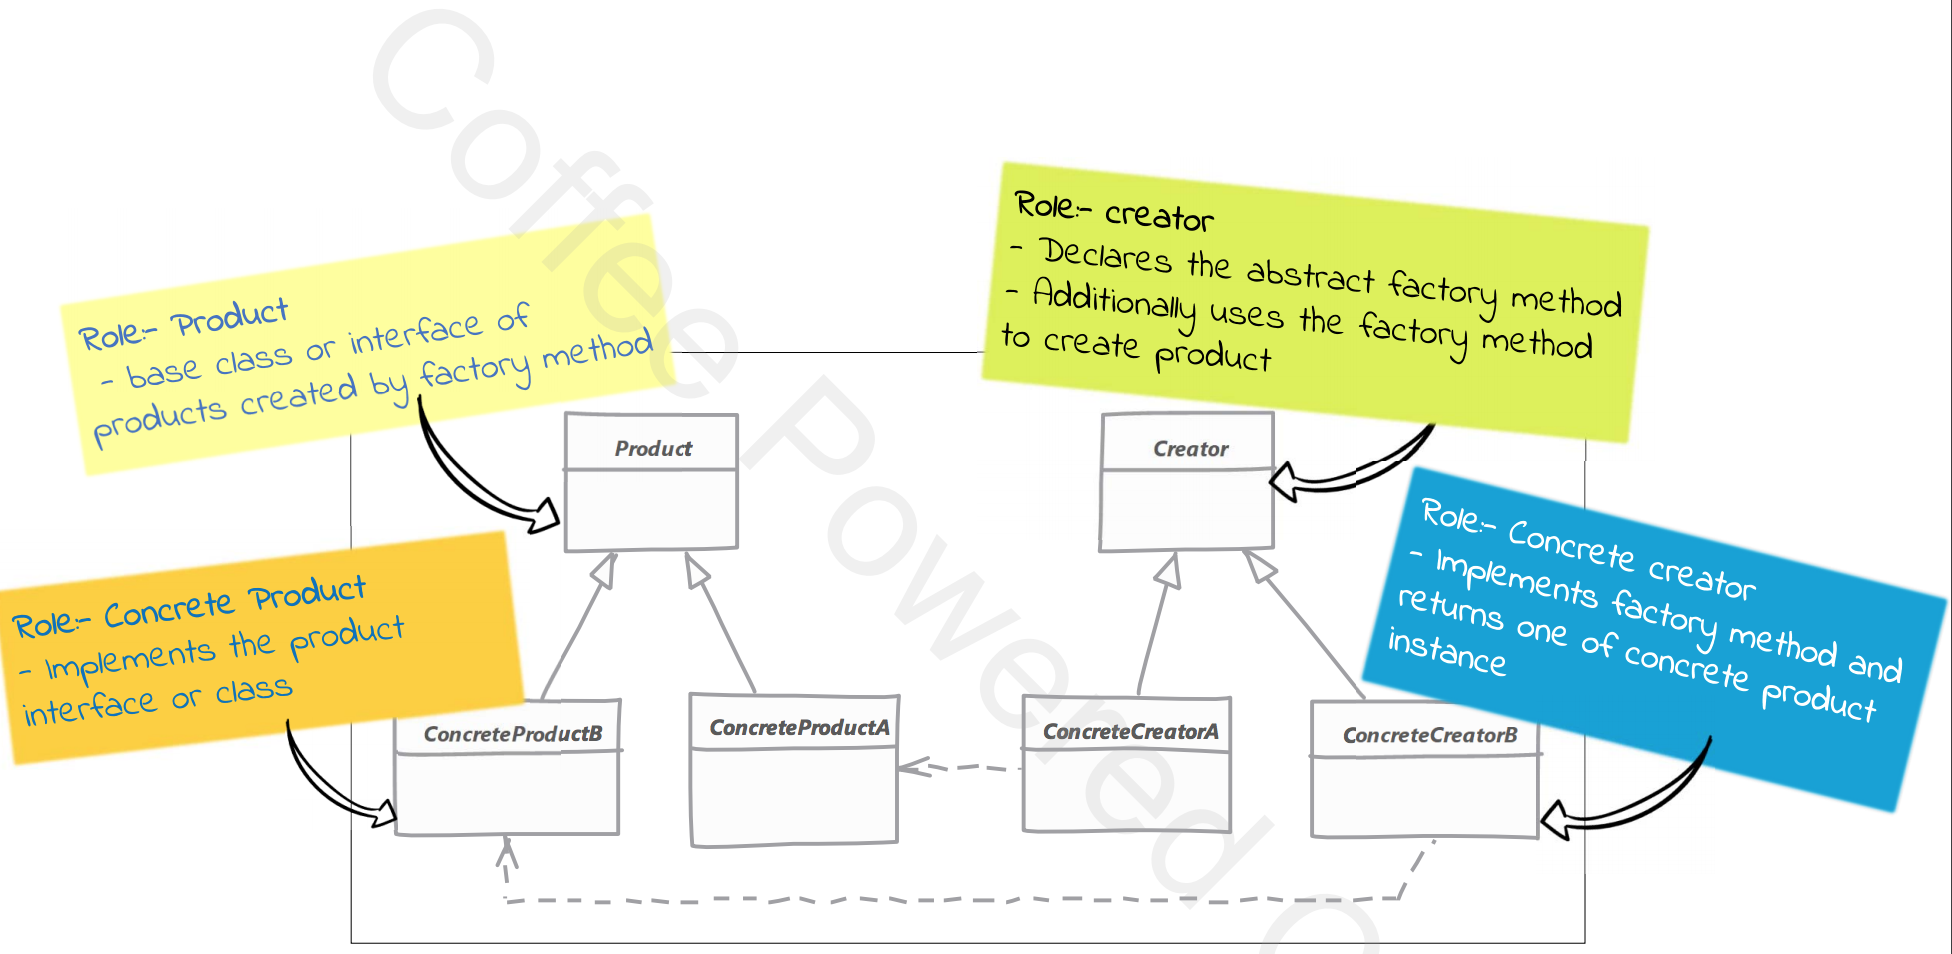 Coffee Powered C
Role:- Product
- base class or interface of
products created by factory method
Role:- creator
- Declares the abstract factory method
- Additionally uses the factory method
to create product
Product
Creator
Role:- Concrete Product
- Implements the product
interface or class
Role:- Concrete creator
- Implements factory method and
returns one of concrete product
instance
ConcreteProductB
ConcreteProductA
ConcreteCreatorA
ConcreteCreatorB